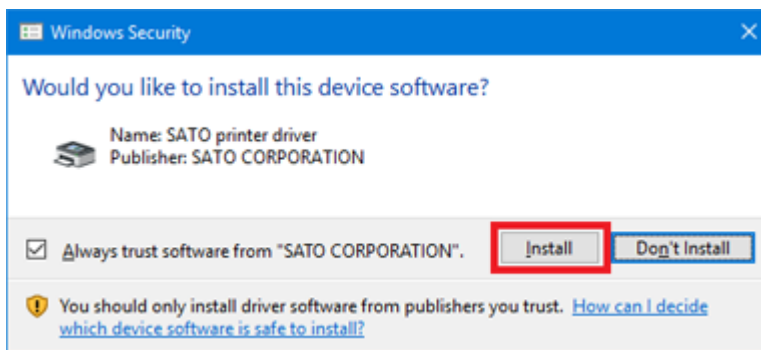 Windows Security
Would you like to install this device software?
Name: SATO printer driver
Publisher: SATO CORPORATION
Always trust software from "SATO CORPORATION".
Install
Don't Install
You should only install driver software from publishers you trust. How can I decide
which device software is safe to install?